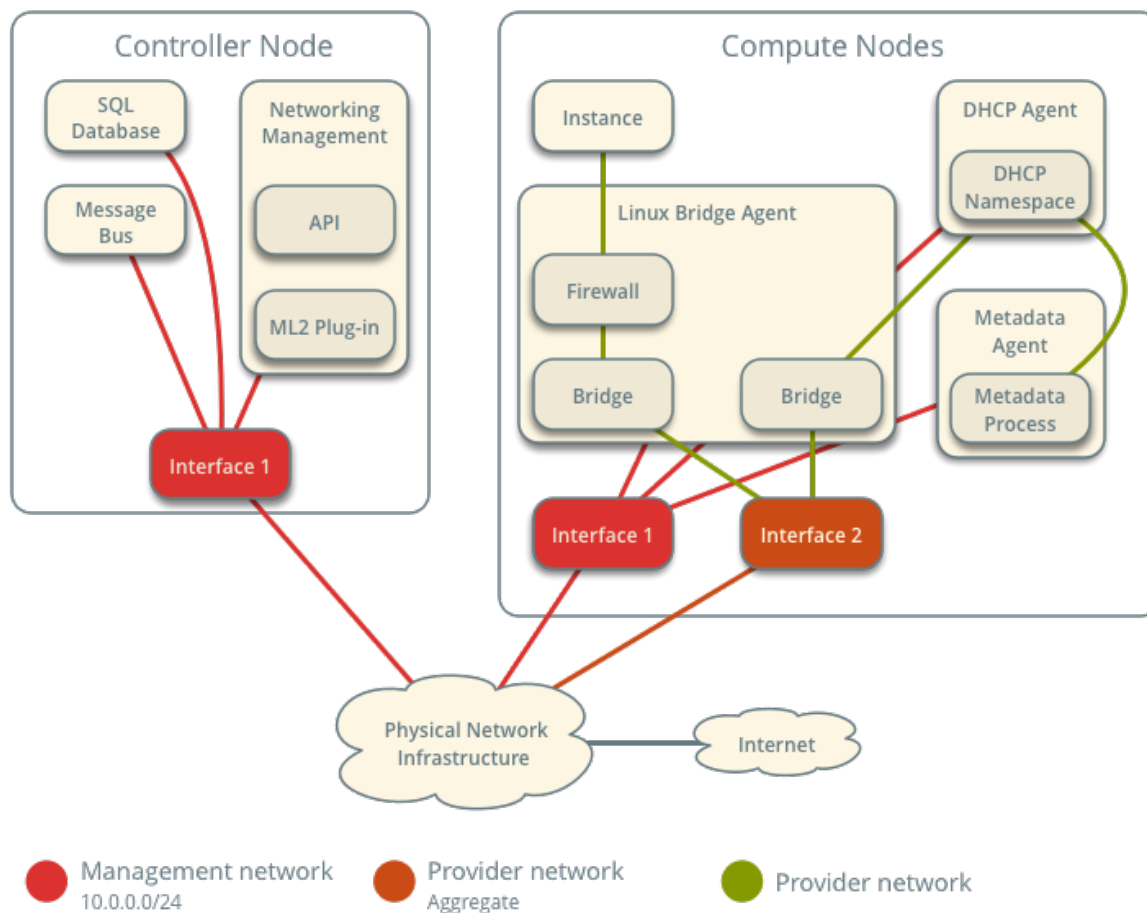 Controller Node
SQL
Database
Networking
Management
Message
Bus
API
ML2 Plug-in
Interface 1
Compute Nodes
Instance
DHCP Agent
DHCP
Namespace
Linux Bridge Agent
Firewall
Metadata
Agent
Bridge
Bridge
Metadata
Process
Interface 1
Interface 2
Physical Network
Infrastructure
Internet
Management network
10.0.0.0/24
Provider network
Aggregate
Provider network